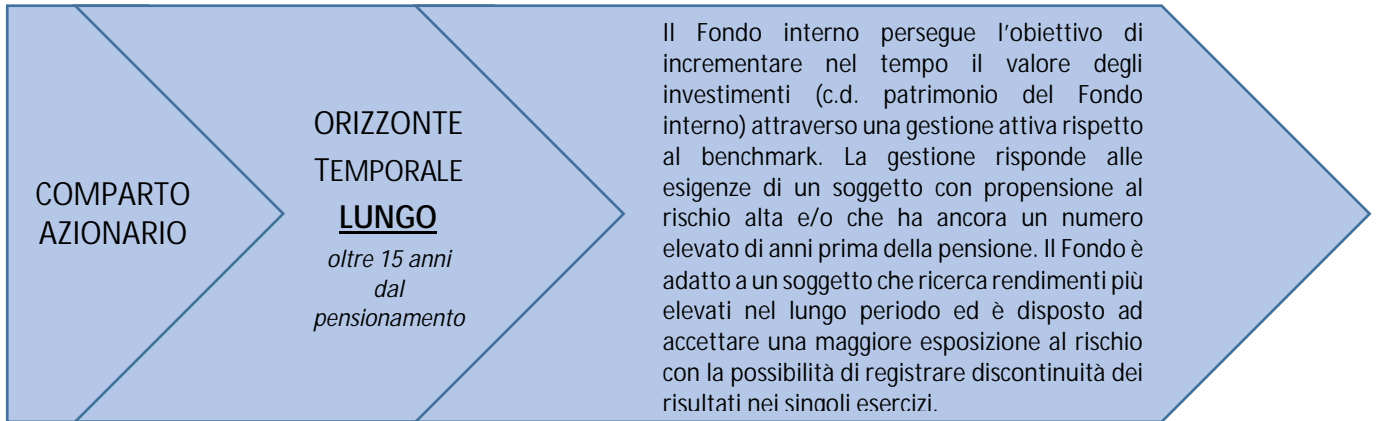 COMPARTO
AZIONARIO
ORIZZONTE
TEMPORALE
LUNGO
oltre 15 anni
dal
pensionamento
Il Fondo interno persegue l'obiettivo di
incrementare nel tempo il valore degli
investimenti (c.d. patrimonio del Fondo
interno) attraverso una gestione attiva rispetto
al benchmark. La gestione risponde alle
esigenze di un soggetto con propensione al
rischio alta e/o che ha ancora un numero
elevato di anni prima della pensione. Il Fondo è
adatto a un soggetto che ricerca rendimenti più
elevati nel lungo periodo ed è disposto ad
accettare una maggiore esposizione al rischio
con la possibilità di registrare discontinuità dei
risultati nei singoli esercizi.